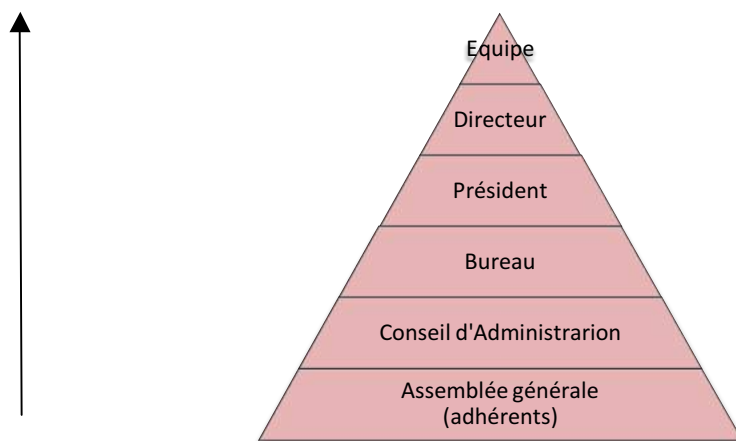 Equipe
Directeur
Président
Bureau
Conseil d'Administrarion
Assemblée générale
(adhérents)